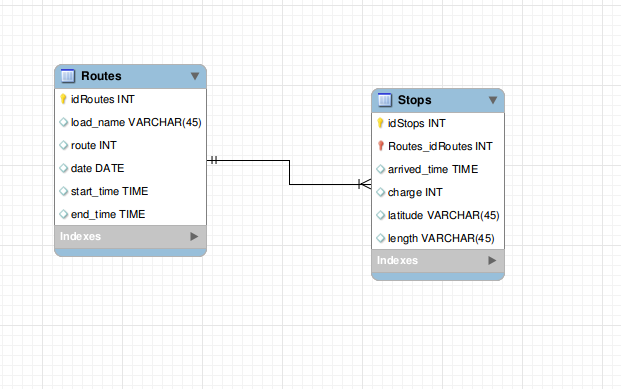 Routes
idRoutes INT
load_name VARCHAR(45)
route INT
date DATE
start_time TIME
end_time TIME
Indexes
Stops
idStops INT
Routes_idRoutes INT
arrived_time TIME
charge INT
latitude VARCHAR(45)
length VARCHAR(45)
Indexes